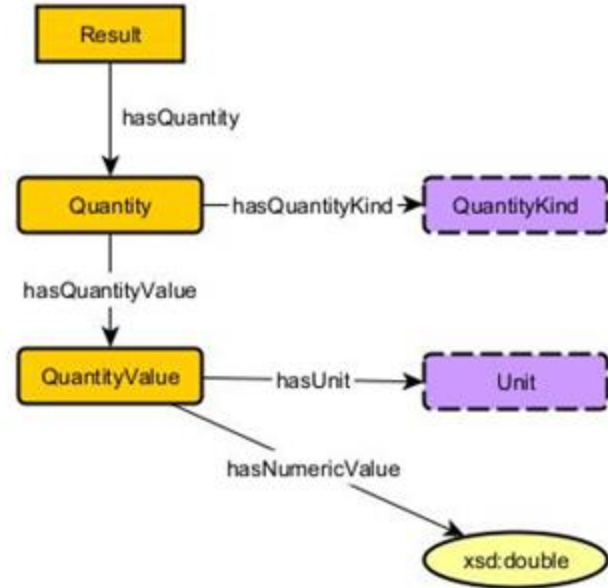 Result
hasQuantity
Quantity
hasQuantityKind
QuantityKind
hasQuantityValue
QuantityValue
hasUnit
Unit
hasNumericValue
xsd:double